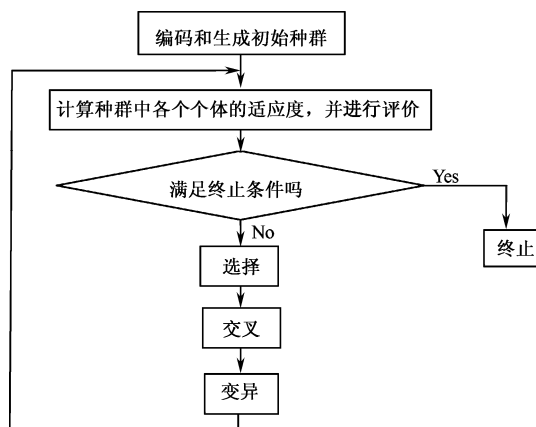 编码和生成初始种群
计算种群中各个个体的适应度，并进行评价
满足终止条件吗
Yes
No
终止
选择
交叉
变异